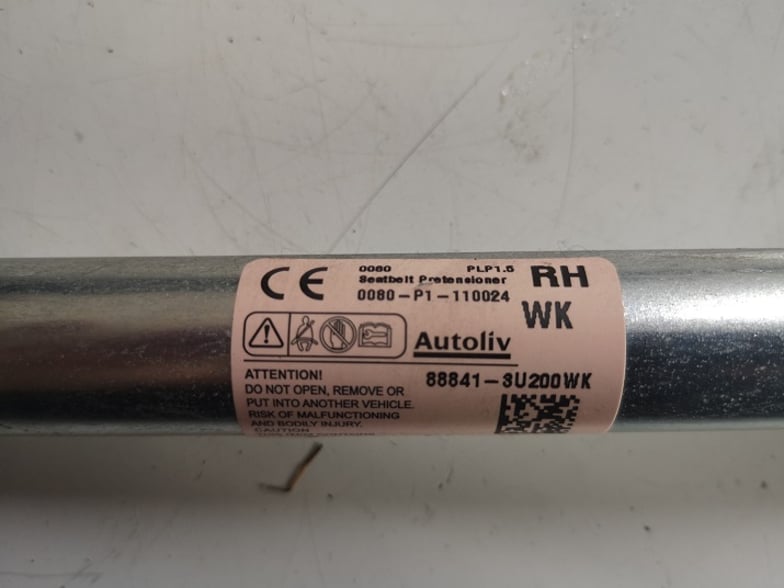 CE 0080 PLP1.5 RH
Seatbelt Pretensioner
0080-P1-110024
WK
Autoliv
88841-3U200WK
ATTENTION!
DO NOT OPEN, REMOVE OR
PUT INTO ANOTHER VEHICLE.
RISK OF MALFUNCTIONING
AND BODILY INJURY.
CAUTION